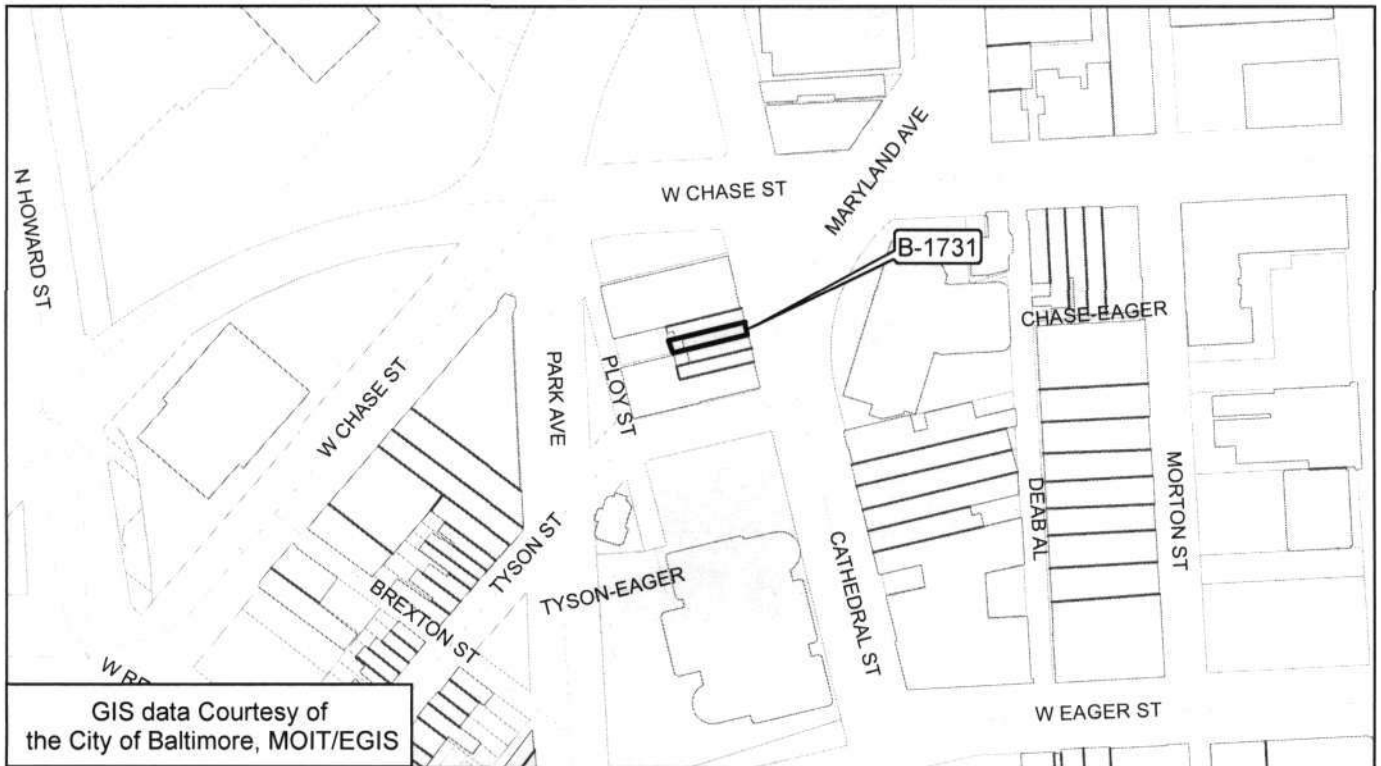 N HOWARD ST
W CHASE ST
MARYLAND AVE
B-1731
CHASE-EAGER
W CHASE ST
PARK AVE
PLOY ST
TYSON ST
BREXTON ST
TYSON-EAGER
CATHEDRAL ST
DEAB AL
MORTON ST
W EAGER ST
W
GIS data Courtesy of
the City of Baltimore, MOIT/EGIS